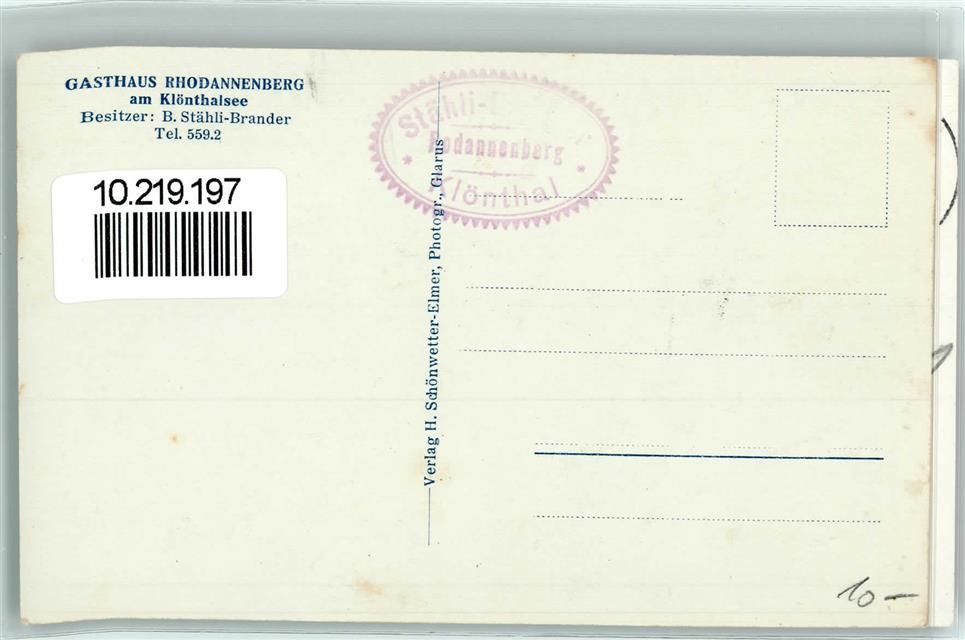 GASTHAUS RHODANNENBERG
am Klönthalsee
Besitzer: B. Stähli-Brander
Tel. 559.2
10.219.197
Stähli-
Rodannenberg
* Klönthal *
Verlag H. Schönwetter-Elmer, Photogr., Glarus
10 -